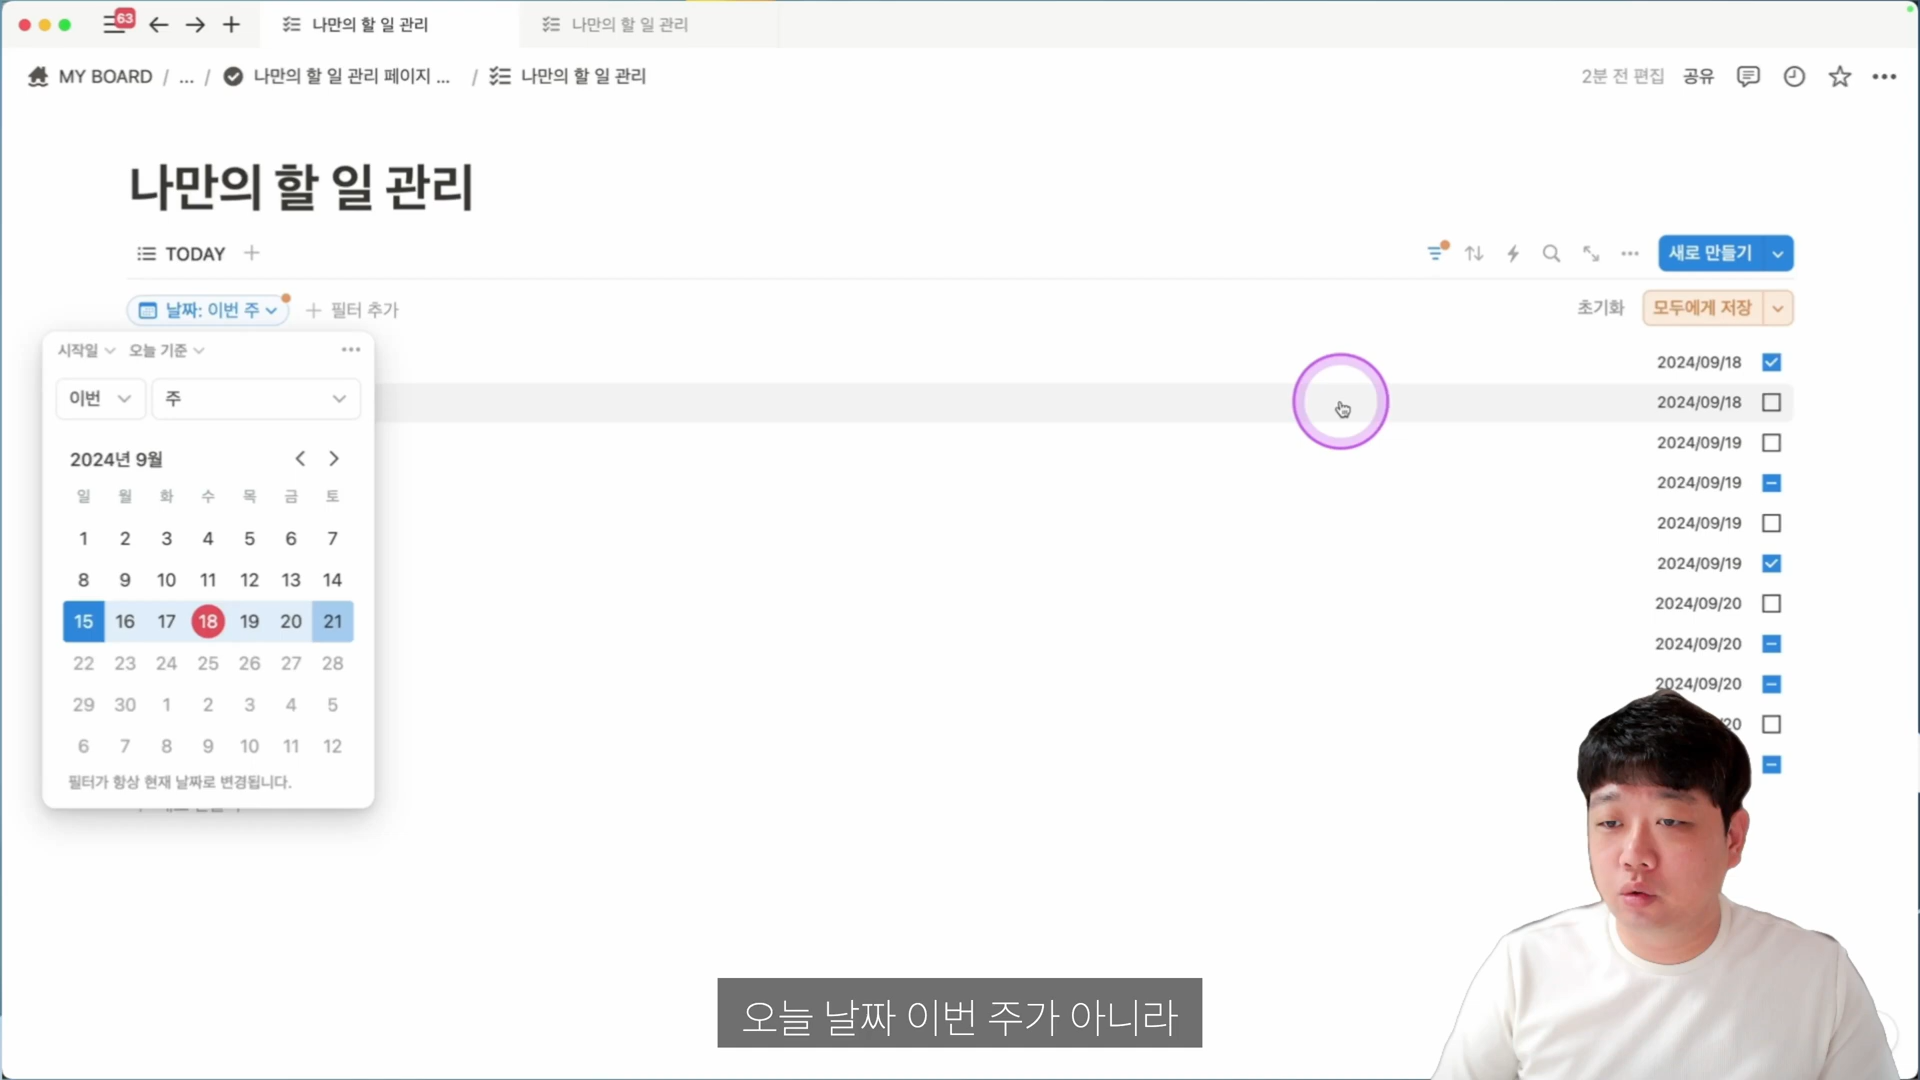 63
나만의 할 일 관리
나만의 할 일 관리
MY BOARD / ... / 나만의 할 일 관리 페이지 ... / 나만의 할 일 관리
2분 전 편집 공유
나만의 할 일 관리
TODAY
새로 만들기
날짜: 이번 주
필터 추가
초기화
모두에게 저장
시작일 오늘 기준
이번 주
2024년 9월
일 월 화 수 목 금 토
1 2 3 4 5 6 7
8 9 10 11 12 13 14
15 16 17 18 19 20 21
22 23 24 25 26 27 28
29 30 1 2 3 4 5
6 7 8 9 10 11 12
필터가 항상 현재 날짜로 변경됩니다.
2024/09/18
2024/09/18
2024/09/19
2024/09/19
2024/09/19
2024/09/19
2024/09/20
2024/09/20
2024/09/20
20
오늘 날짜 이번 주가 아니라